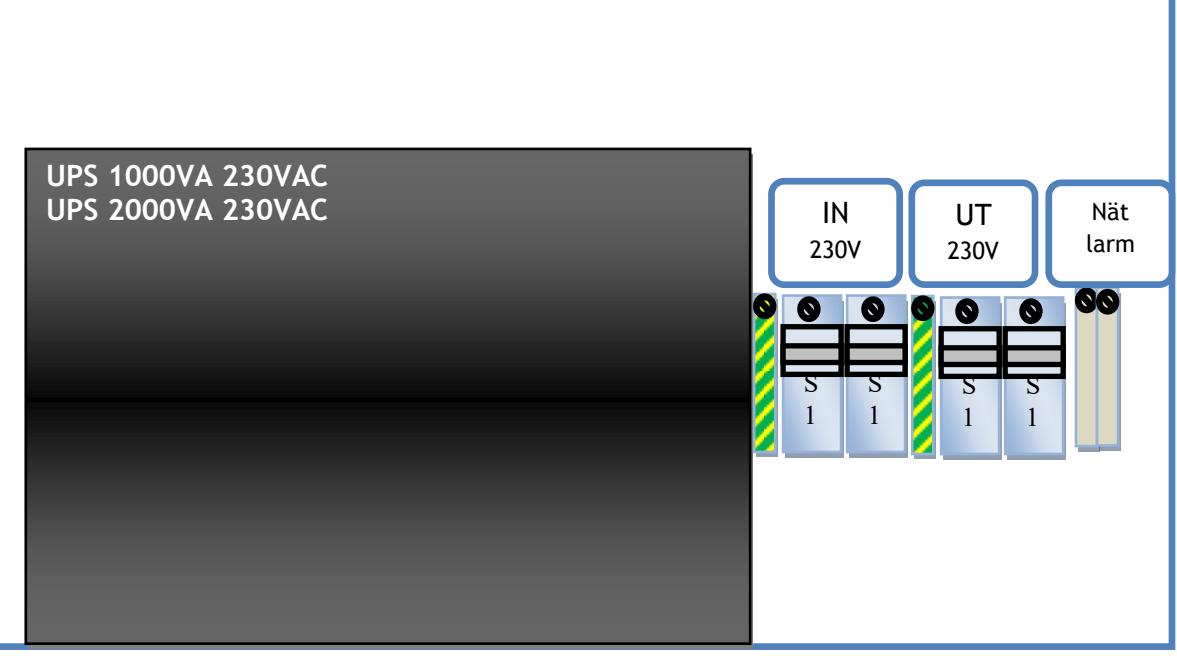 UPS 1000VA 230VAC
UPS 2000VA 230VAC
IN
230V
UT
230V
Nät
larm
S
1
S
1
S
1
S
1